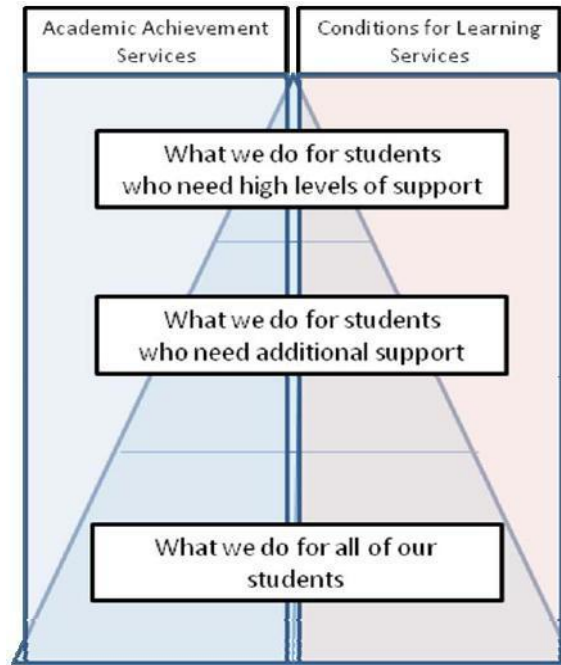 Academic Achievement
Services
Conditions for Learning
Services
What we do for students
who need high levels of support
What we do for students
who need additional support
What we do for all of our
students